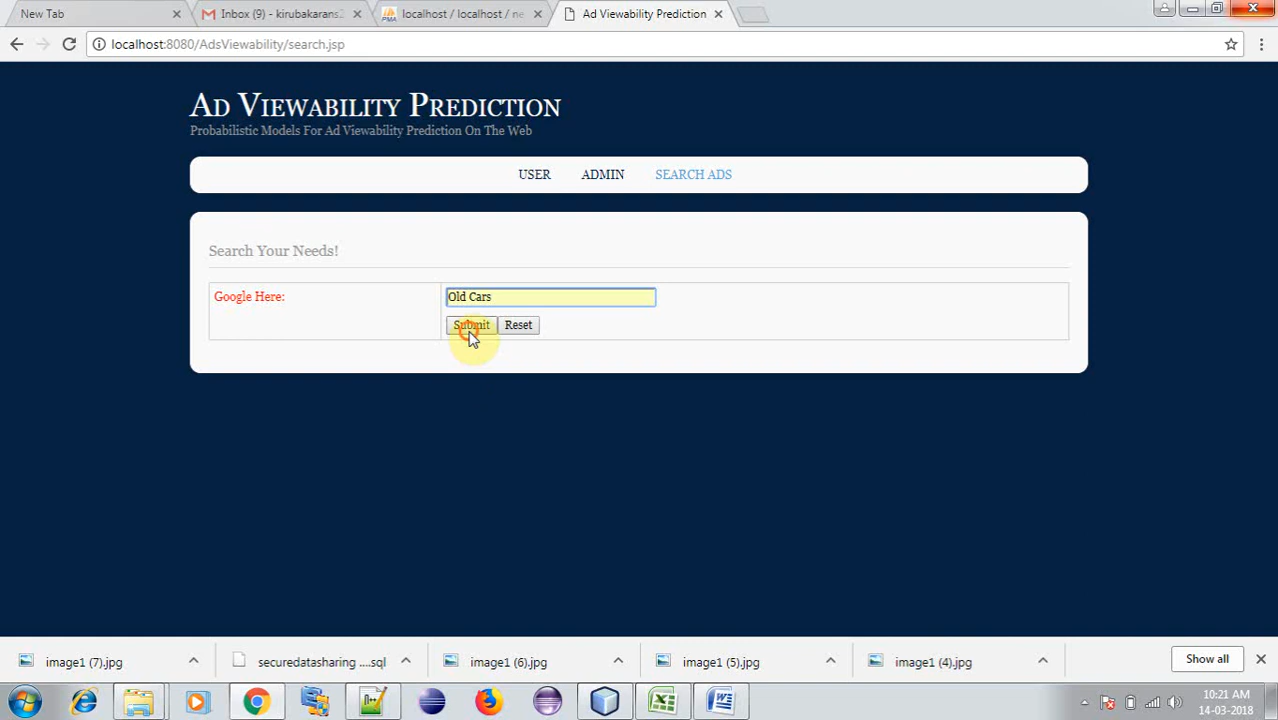 New Tab
Inbox (9) - kirubakarans2
localhost / localhost / ne
Ad Viewability Prediction
localhost:8080/AdsViewability/search.jsp
Ad Viewability Prediction
Probabilistic Models For Ad Viewability Prediction On The Web
USER
ADMIN
SEARCH ADS
Search Your Needs!
Google Here:
Old Cars
Submit
Reset
image1 (7).jpg
securedatasharing ....sql
image1 (6).jpg
image1 (5).jpg
image1 (4).jpg
Show all
10:21 AM
14-03-2018